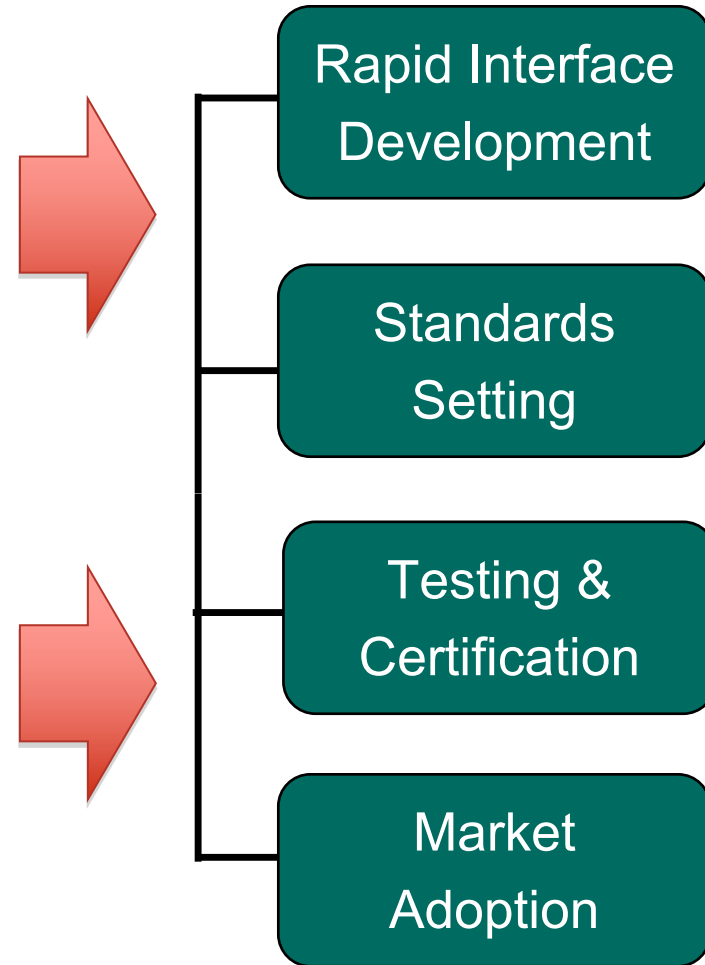 Rapid Interface
Development
Standards
Setting
Testing &
Certification
Market
Adoption